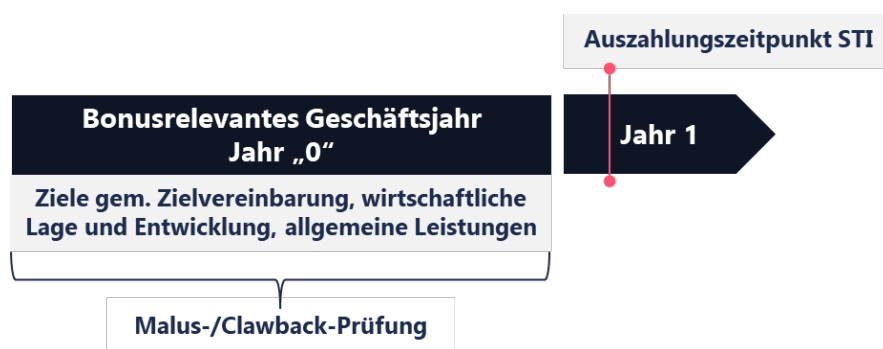 Auszahlungszeitpunkt STI
Bonusrelevantes Geschäftsjahr
Jahr „0“
Jahr 1
Ziele gem. Zielvereinbarung, wirtschaftliche
Lage und Entwicklung, allgemeine Leistungen
Malus-/Clawback-Prüfung